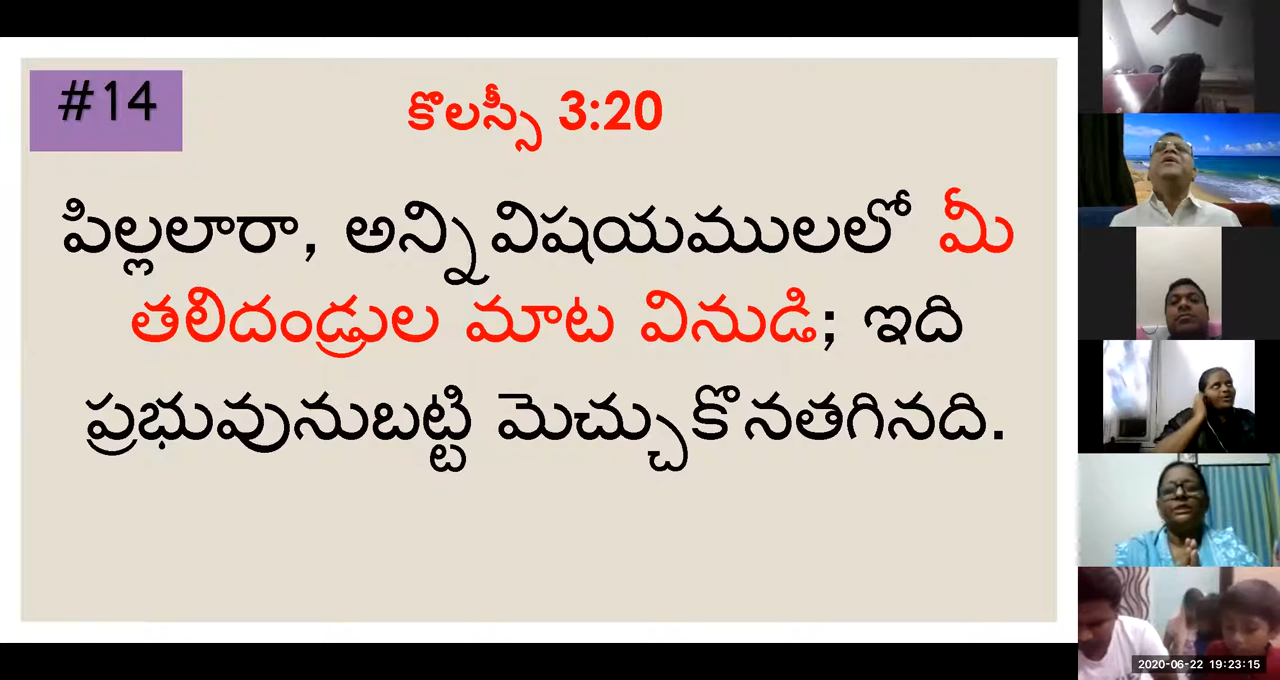 #14
కొలస్సీ 3:20
పిల్లలారా, అన్ని విషయములలో మీ
తలిదండ్రుల మాట వినుడి; ఇది
ప్రభువునుబట్టి మెచ్చుకొనతగినది.
2020-06-22 19:23:15